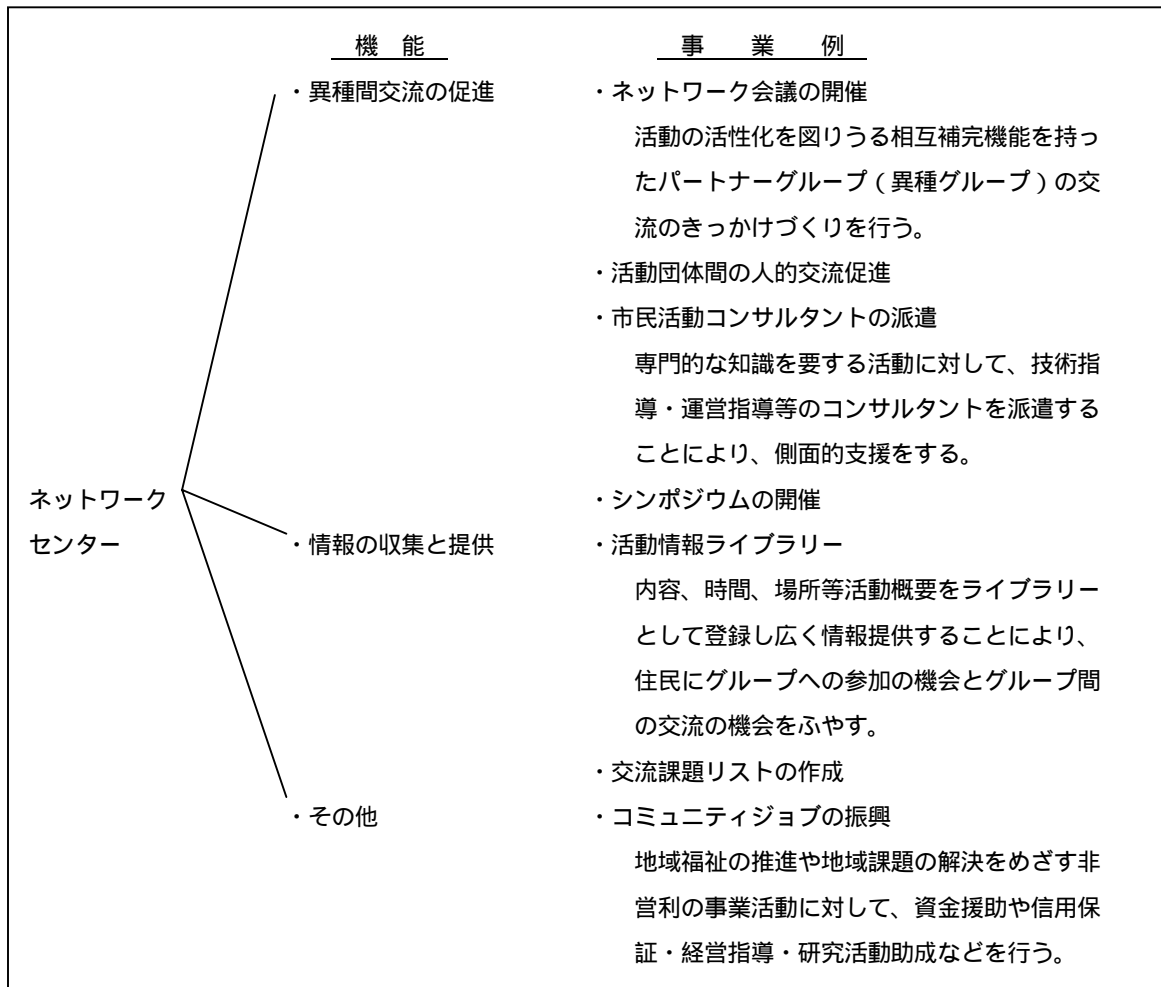 機 能 事 業 例
・異種間交流の促進 ・ネットワーク会議の開催
活動の活性化を図りうる相互補完機能を持っ
たパートナーグループ(異種グループ)の交
流のきっかけづくりを行う。
・活動団体間の人的交流促進
・市民活動コンサルタントの派遣
専門的な知識を要する活動に対して、技術指
導・運営指導等のコンサルタントを派遣する
ことにより、側面的支援をする。
ネットワーク ・シンポジウムの開催
センター ・情報の収集と提供 ・活動情報ライブラリー
内容、時間、場所等活動概要をライブラリー
として登録し広く情報提供することにより、
住民にグループへの参加の機会とグループ間
の交流の機会をふやす。
・交流課題リストの作成
・その他 ・コミュニティジョブの振興
地域福祉の推進や地域課題の解決をめざす非
営利の事業活動に対して、資金援助や信用保
証・経営指導・研究活動助成などを行う。